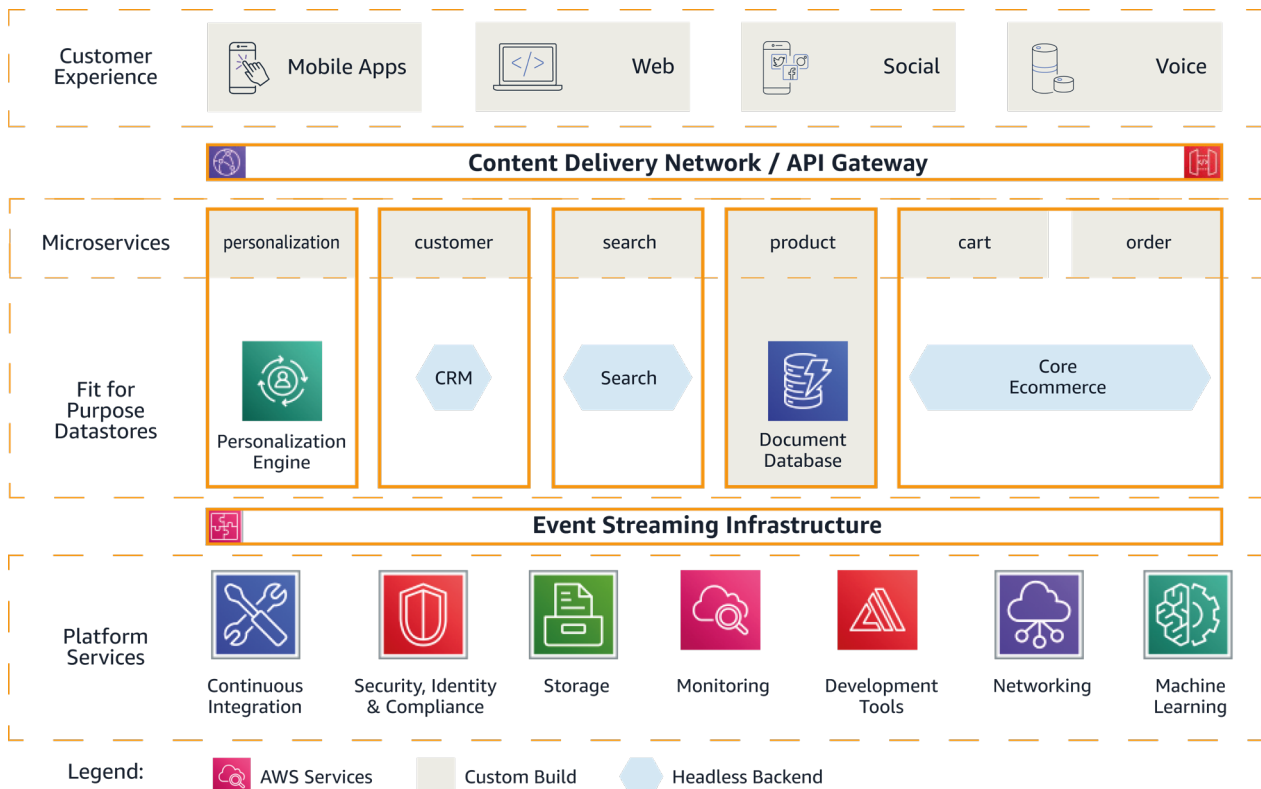 Customer
Experience
Mobile Apps
Web
Social
Voice
Content Delivery Network / API Gateway
Microservices
personalization
customer
search
product
cart
order
Fit for
Purpose
Datastores
Personalization
Engine
CRM
Search
Document
Database
Core
Ecommerce
Event Streaming Infrastructure
Platform
Services
Continuous
Integration
Security, Identity
& Compliance
Storage
Monitoring
Development
Tools
Networking
Machine
Learning
Legend:
AWS Services
Custom Build
Headless Backend